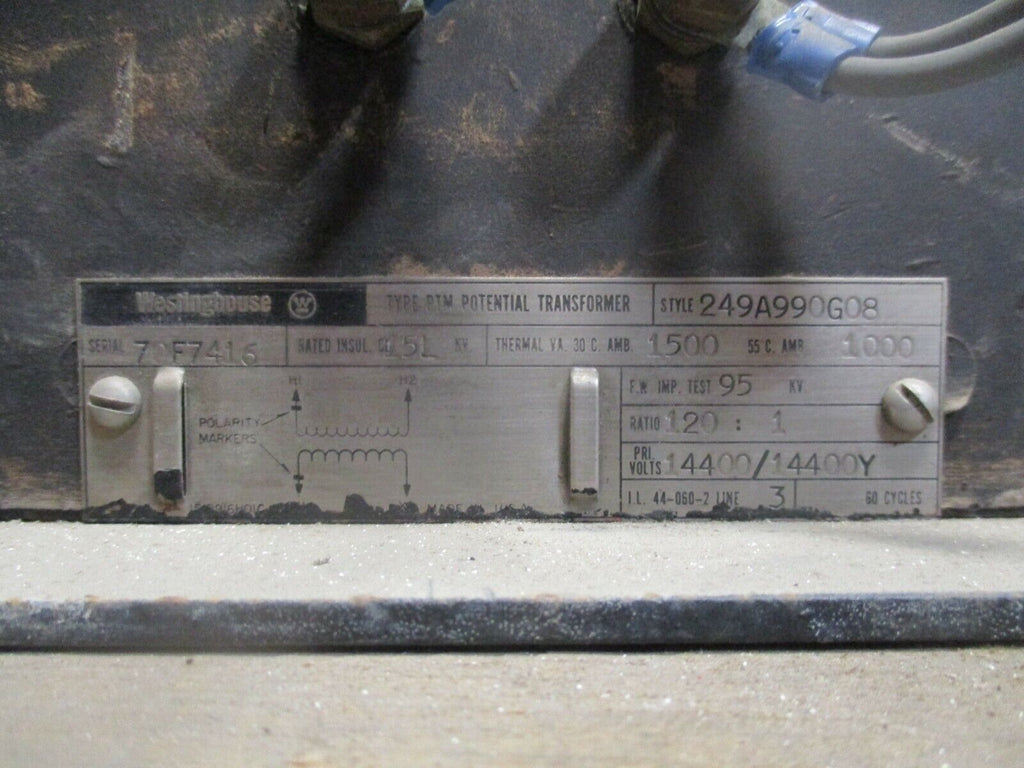 Westinghouse W TYPE PTM POTENTIAL TRANSFORMER STYLE 249A990G08
SERIAL 70F7416 RATED INSUL. CL. 15L KV THERMAL VA. 30 C. AMB. 1500 55 C. AMB. 1000
H1 H2
POLARITY
MARKERS
F.W. IMP. TEST 95 KV.
RATIO 120 : 1
PRI. VOLTS 14400/14400Y
I.L. 44-060-2 LINE 3 60 CYCLES